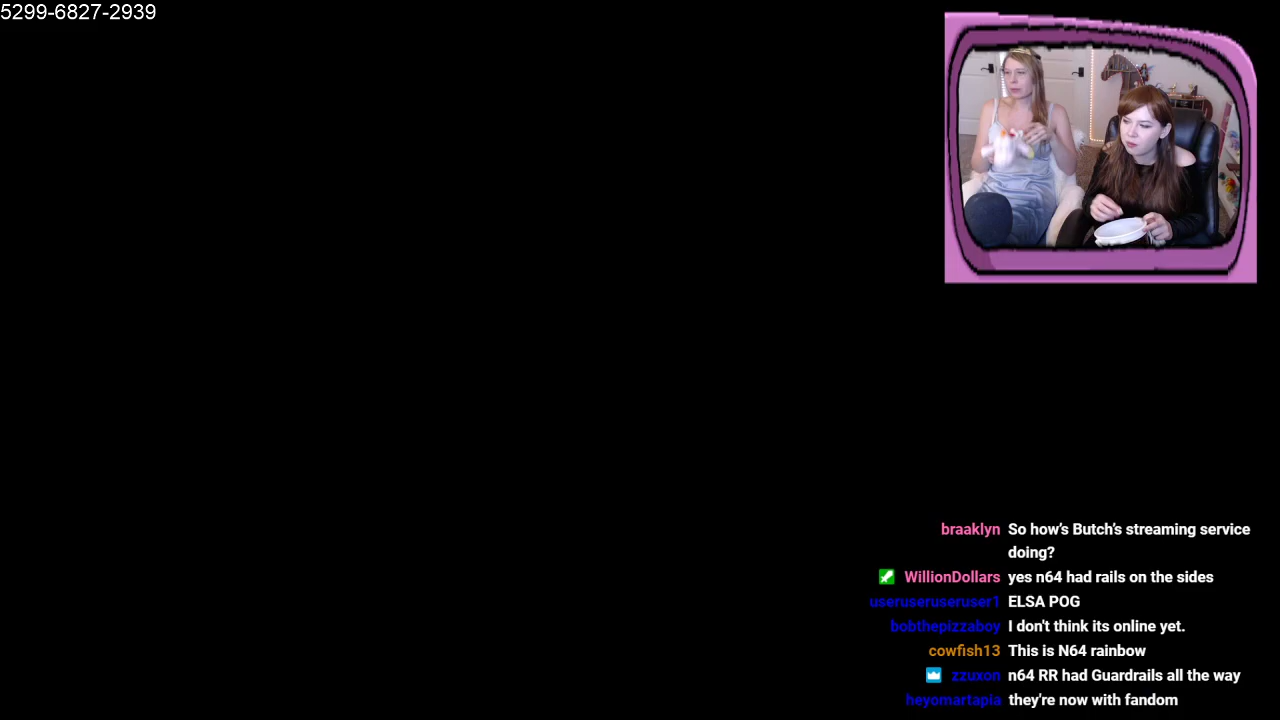 5299-6827-2939
braaklyn So how's Butch's streaming service
doing?
WillionDollars yes n64 had rails on the sides
useruseruseruser1 ELSA POG
bobthepizzaboy I don't think its online yet.
cowfish13 This is N64 rainbow
zzuxon n64 RR had Guardrails all the way
heyomartapia they're now with fandom